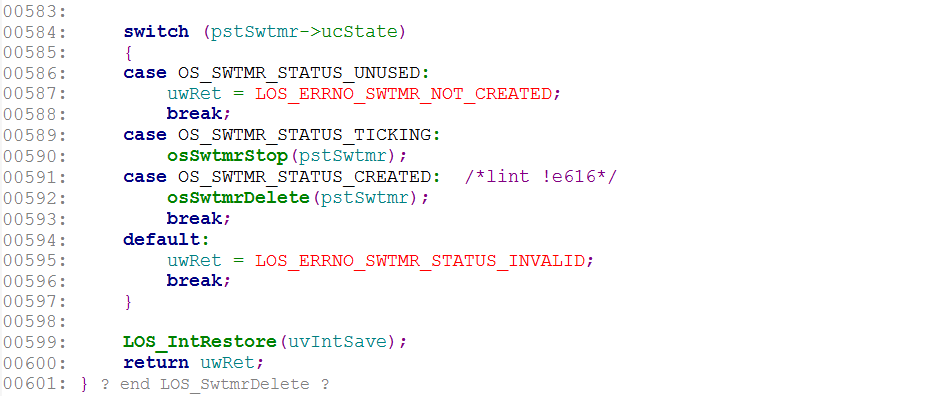 00583:
00584:     switch (pstSwtmr->ucState)
00585:     {
00586:     case OS_SWTMR_STATUS_UNUSED:
00587:         uwRet = LOS_ERRNO_SWTMR_NOT_CREATED;
00588:         break;
00589:     case OS_SWTMR_STATUS_TICKING:
00590:         osSwtmrStop(pstSwtmr);
00591:     case OS_SWTMR_STATUS_CREATED:  /*lint !e616*/
00592:         osSwtmrDelete(pstSwtmr);
00593:         break;
00594:     default:
00595:         uwRet = LOS_ERRNO_SWTMR_STATUS_INVALID;
00596:         break;
00597:     }
00598:
00599:     LOS_IntRestore(uvIntSave);
00600:     return uwRet;
00601: } ? end LOS_SwtmrDelete ?